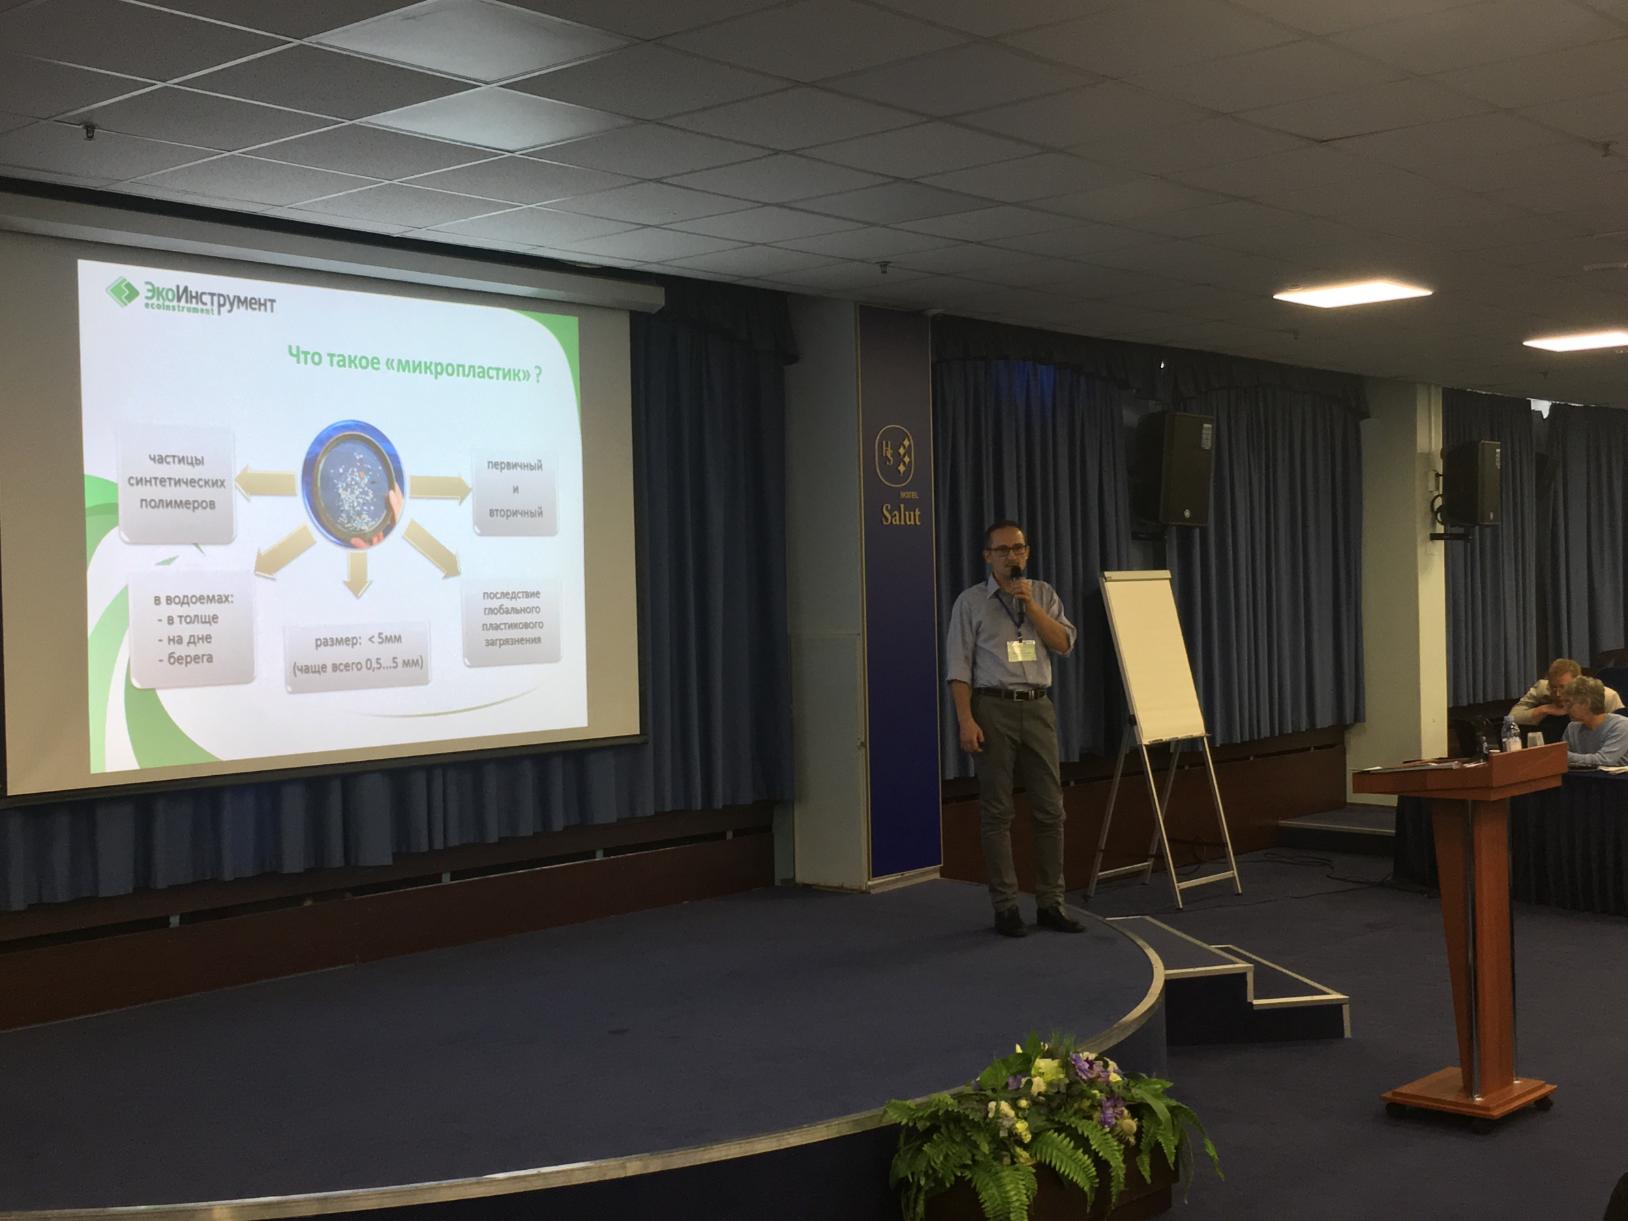 ЭкоИнструмент
ecoinstrument
Что такое «микропластик» ?
частицы
синтетических
полимеров
первичный
и
вторичный
в водоемах:
- в толще
- на дне
- берега
размер: < 5мм
(чаще всего 0,5...5 мм)
последствие
глобального
пластикового
загрязнения
HS
HOTEL
Salut